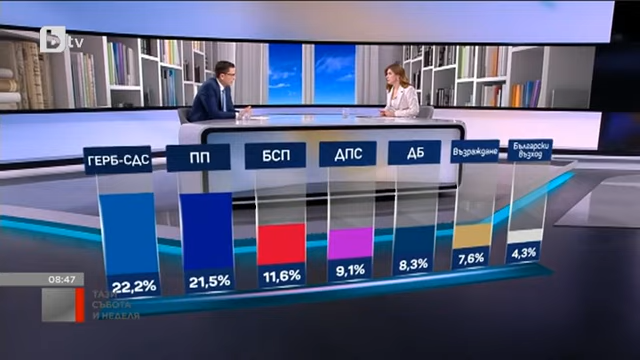 btv
ГЕРБ-СДС
ПП
БСП
ДПС
ДБ
Възраждане
Български
възход
22,2%
21,5%
11,6%
9,1%
8,3%
7,6%
4,3%
08:47
ТАЗИ
СЪБОТА
И НЕДЕЛЯ